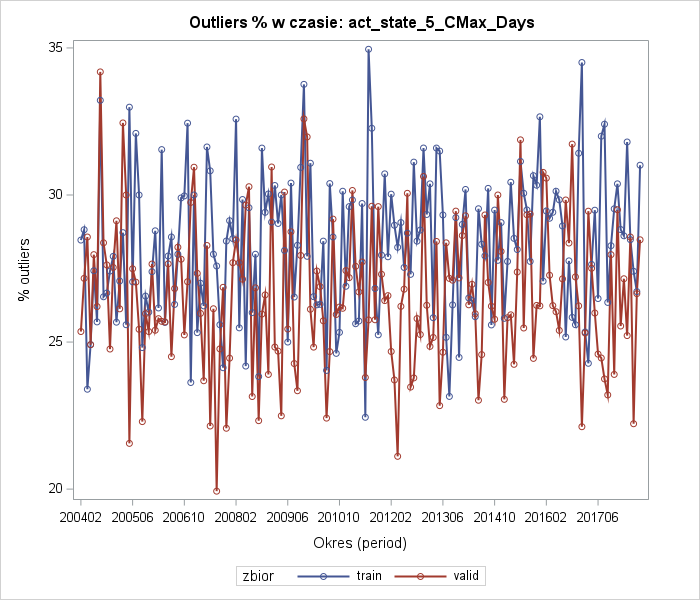 Outliers % w czasie: act_state_5_CMax_Days
35
30
25
20
% outliers
200402 200506 200610 200802 200906 201010 201202 201306 201410 201602 201706
Okres (period)
zbior train valid